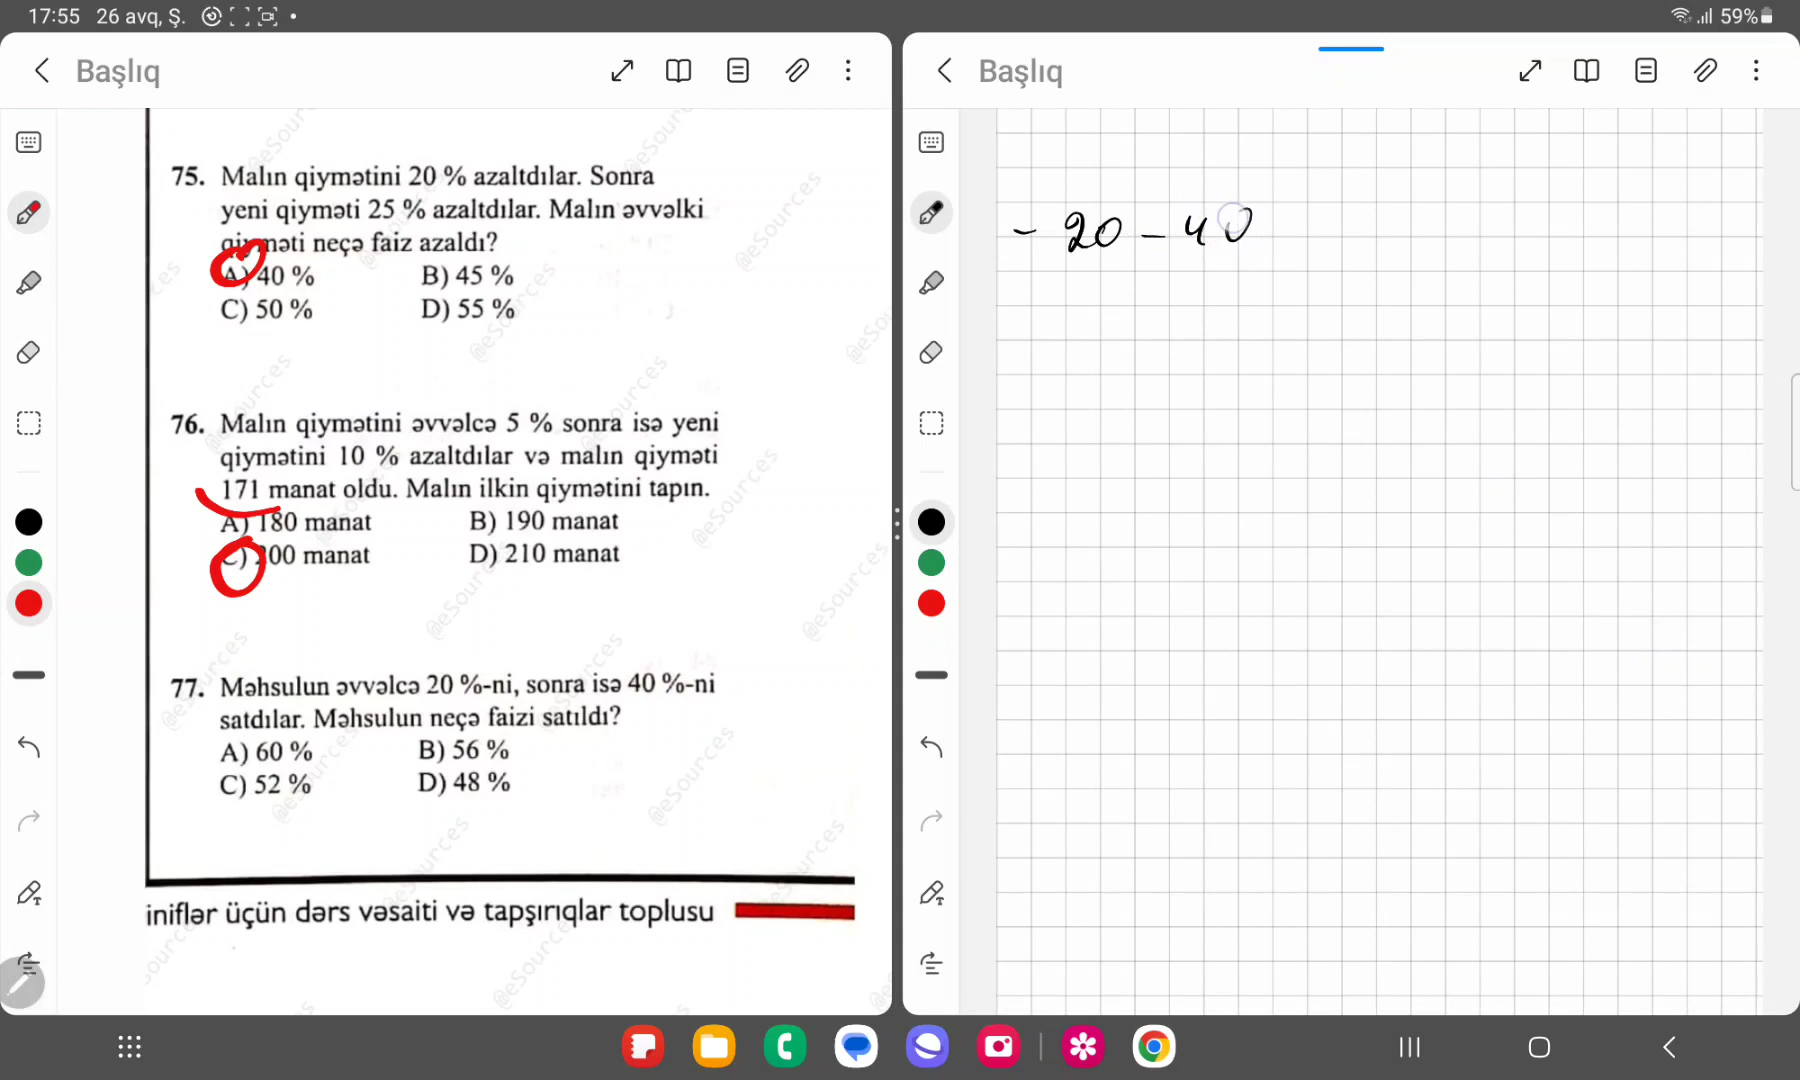 17:55 26 avq, Ş.
59%
Başlıq
75. Malın qiymətini 20 % azaltdılar. Sonra
yeni qiyməti 25 % azaltdılar. Malın əvvəlki
qiyməti neçə faiz azaldı?
A) 40 % B) 45 %
C) 50 % D) 55 %
76. Malın qiymətini əvvəlcə 5 % sonra isə yeni
qiymətini 10 % azaltdılar və malın qiyməti
171 manat oldu. Malın ilkin qiymətini tapın.
A) 180 manat B) 190 manat
C) 200 manat D) 210 manat
77. Məhsulun əvvəlcə 20 %-ni, sonra isə 40 %-ni
satdılar. Məhsulun neçə faizi satıldı?
A) 60 % B) 56 %
C) 52 % D) 48 %
iniflər üçün dərs vəsaiti və tapşırıqlar toplusu
@eSources
Başlıq
- 20 - 40